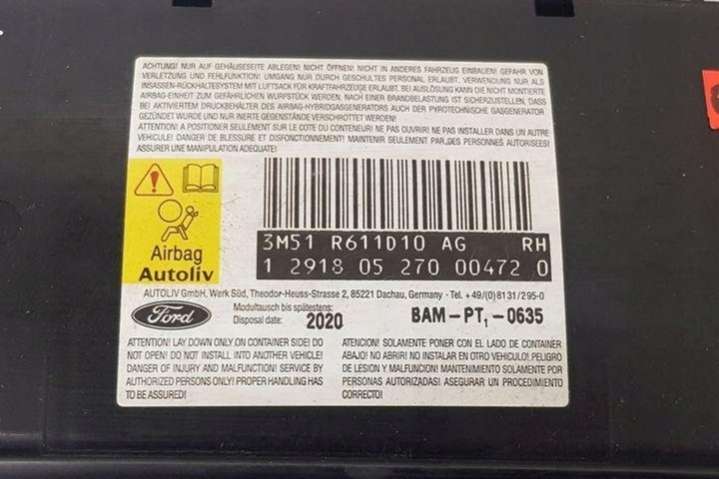 ACHTUNG! NUR AUF GEHÄUSESEITE ABLEGEN! NICHT ÖFFNEN! NICHT IN ANDERES FAHRZEUG EINBAUEN! GEFAHR VON
VERLETZUNG UND FEHLFUNKTION! UMGANG NUR DURCH GESCHULTES PERSONAL ERLAUBT. VERWENDUNG NUR ALS
INSASSEN-RÜCKHALTESYSTEM MIT LUFTSACK FÜR KRAFTFAHRZEUGE ERLAUBT. BEI AUSLÖSUNG KANN DIE NICHT MONTIERTE
AIRBAG-EINHEIT ZUM GEFÄHRLICHEN WURFSTÜCK WERDEN. NACH EINER BRANDBELASTUNG IST SICHERZUSTELLEN, DASS
BEI AKTIVIERTEM DRUCKBEHÄLTER DES AIRBAG-HYBRIDGASGENERATORS AUCH DER PYROTECHNISCHE GASGENERATOR
GEZÜNDET WURDE UND NUR INERTE GEGENSTÄNDE VERSCHROTTET WERDEN!
ATTENTION! A POSITIONER SEULEMENT SUR LE COTE DU CONTENEUR! NE PAS OUVRIR! NE PAS INSTALLER DANS UN AUTRE
VEHICULE! DANGER DE BLESSURE ET DISFONCTIONNEMENT! MAINTENIR SEULEMENT PAR DES PERSONNES AUTORISEES!
ASSURER UNE MANIPULATION ADEQUATE!
Airbag
Autoliv
3M51 R611D10 AG RH
1 2918 05 270 00472 0
AUTOLIV GmbH, Werk Süd, Theodor-Heuss-Strasse 2, 85221 Dachau, Germany - Tel. +49/(0)8131/295-0
Ford
Modultausch bis spätestens:
Disposal date:
2020
BAM-PT1-0635
ATTENTION! LAY DOWN ONLY ON CONTAINER SIDE! DO
NOT OPEN! DO NOT INSTALL INTO ANOTHER VEHICLE!
DANGER OF INJURY AND MALFUNCTION! SERVICE BY
AUTHORIZED PERSONS ONLY! PROPER HANDLING HAS
TO BE ASSURED!
ATENCION! SOLAMENTE PONER CON EL LADO DE CONTAINER
ABAJO! NO ABRIR! NO INSTALAR EN OTRO VEHICULO! PELIGRO
DE LESION Y MALFUNCION! MANTENIMIENTO SOLAMENTE POR
PERSONAS AUTORIZADAS! ASEGURAR UN PROCEDIMIENTO
CORRECTO!